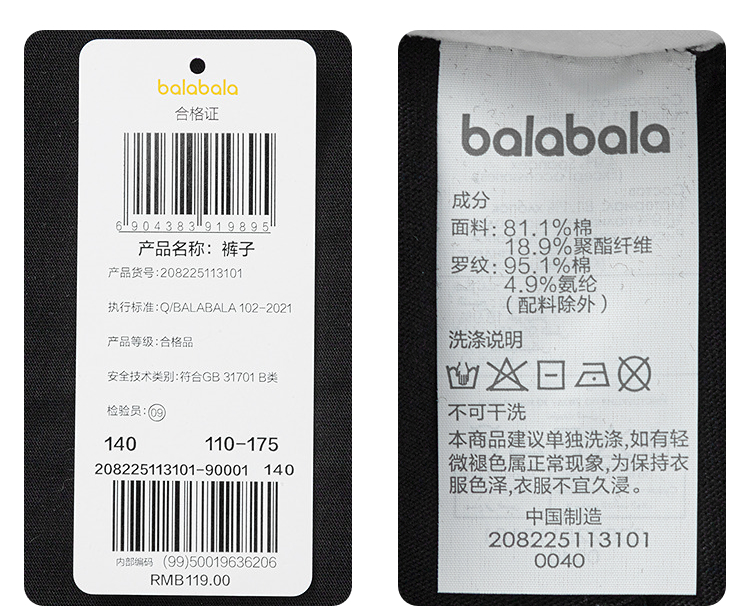 balabala
合格证
6 904383 919895
产品名称：裤子
产品货号:208225113101
执行标准:Q/BALABALA 102-2021
产品等级:合格品
安全技术类别:符合GB 31701 B类
检验员:09
140 110-175
208225113101-90001 140
内部编码 (99)50019636206
RMB119.00
balabala
成分
面料: 81.1%棉
18.9%聚酯纤维
罗纹: 95.1%棉
4.9%氨纶
(配料除外)
洗涤说明
不可干洗
本商品建议单独洗涤,如有轻
微褪色属正常现象,为保持衣
服色泽,衣服不宜久浸。
中国制造
208225113101
0040